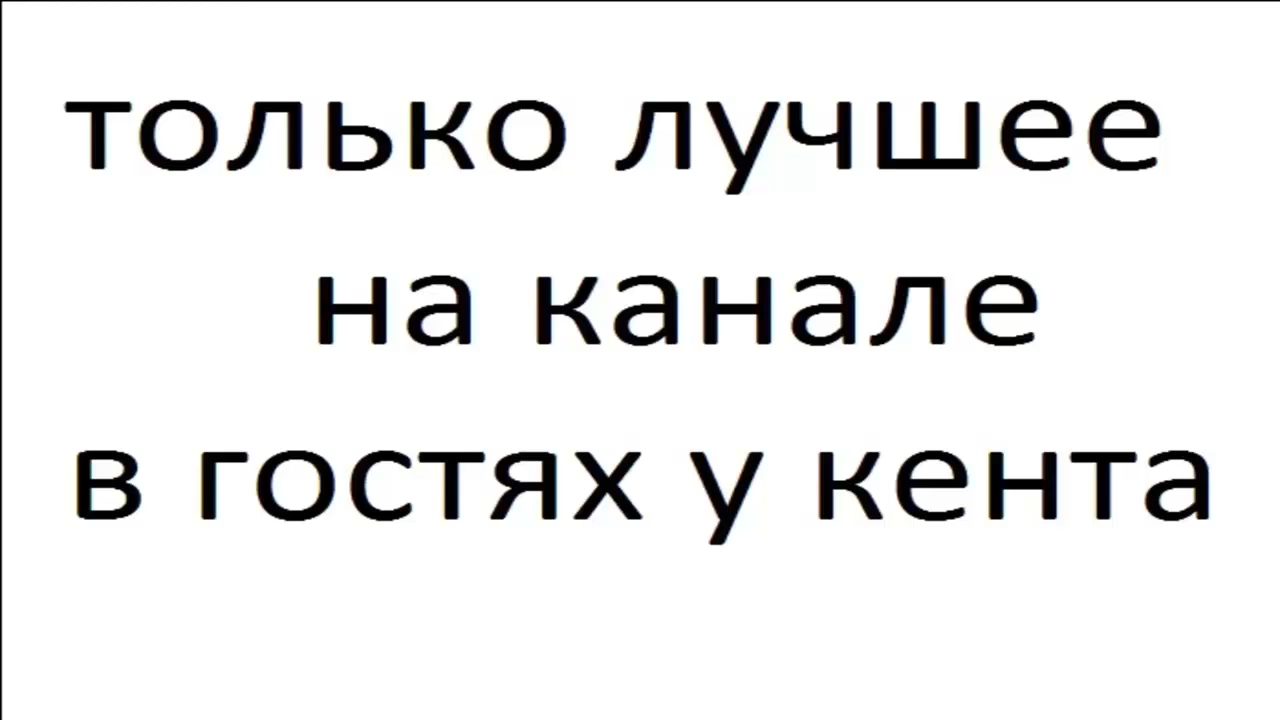 только лучшее
на канале
в гостях у кента